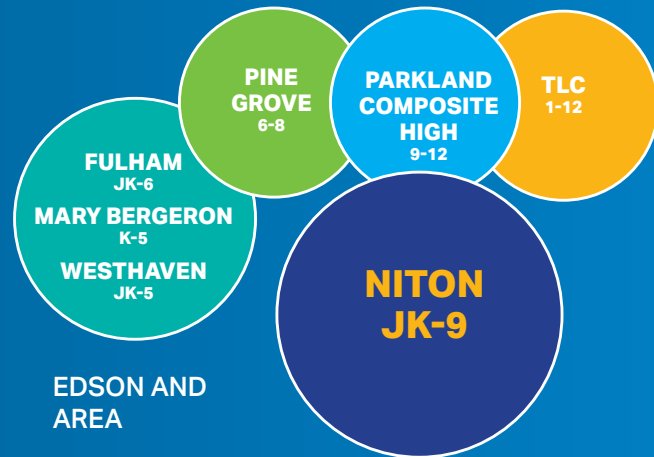 PINE
GROVE
6-8
PARKLAND
COMPOSITE
HIGH
9-12
TLC
1-12
FULHAM
JK-6
MARY BERGERON
K-5
WESTHAVEN
JK-5
NITON
JK-9
EDSON AND
AREA